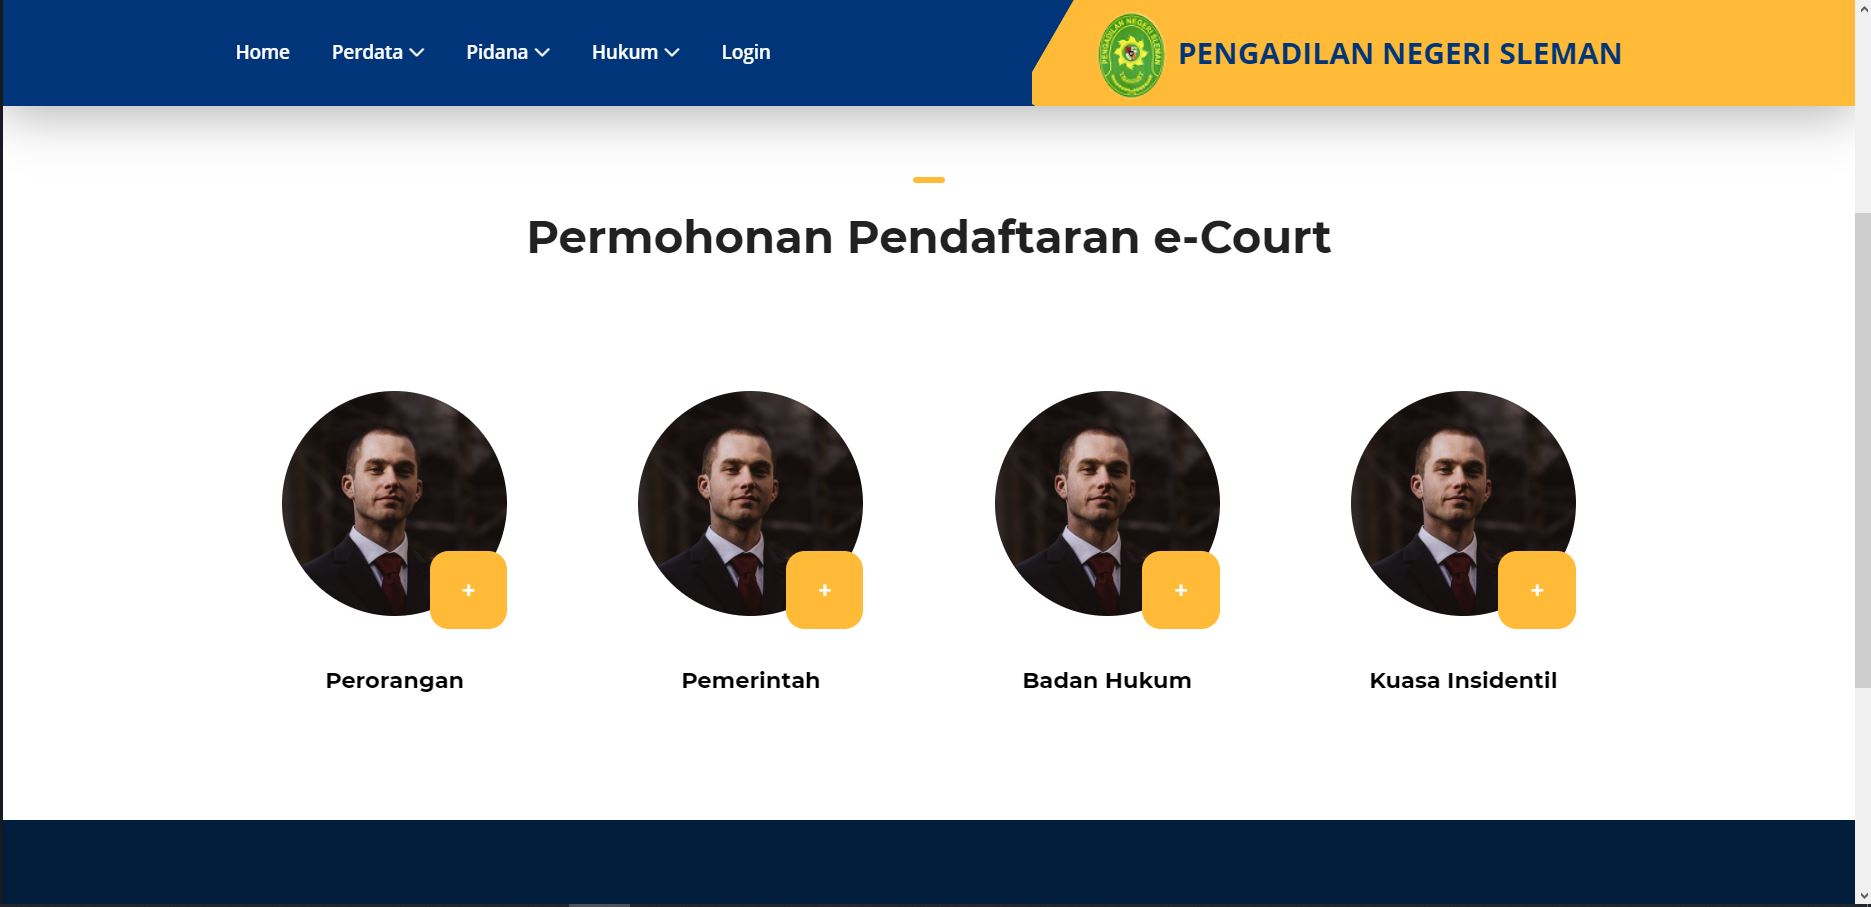 Home Perdata Pidana Hukum Login
PENGADILAN NEGERI SLEMAN
PENGADILAN NEGERI SLEMAN
Permohonan Pendaftaran e-Court
+ + + +
Perorangan Pemerintah Badan Hukum Kuasa Insidentil